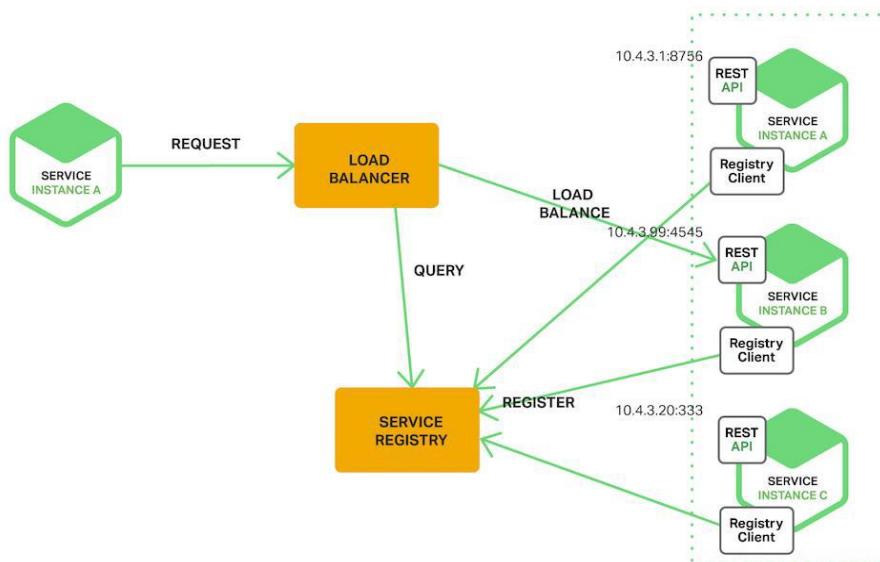 SERVICE
INSTANCE A
REQUEST
LOAD
BALANCER
QUERY
SERVICE
REGISTRY
LOAD
BALANCE
REGISTER
10.4.3.1:8756
REST
API
SERVICE
INSTANCE A
Registry
Client
10.4.3.99:4545
REST
API
SERVICE
INSTANCE B
Registry
Client
10.4.3.20:333
REST
API
SERVICE
INSTANCE C
Registry
Client